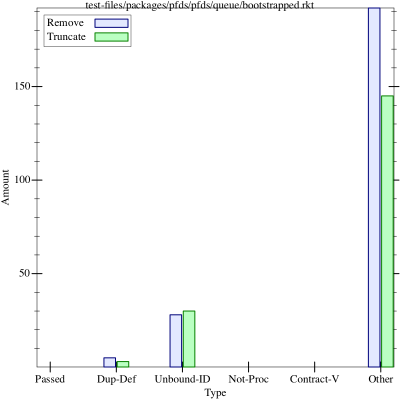 test-files/packages/pfds/pfds/queue/bootstrapped.rkt
Remove
Truncate
150
100
50
Amount
Passed Dup-Def Unbound-ID Not-Proc Contract-V Other
Type